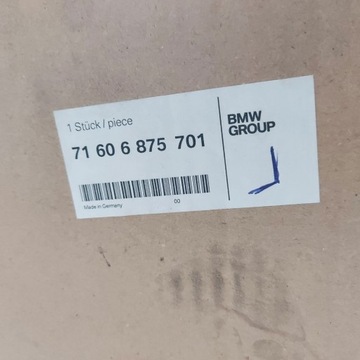 1 Stück / piece
71 60 6 875 701
BMW
GROUP
Made in Germany
00